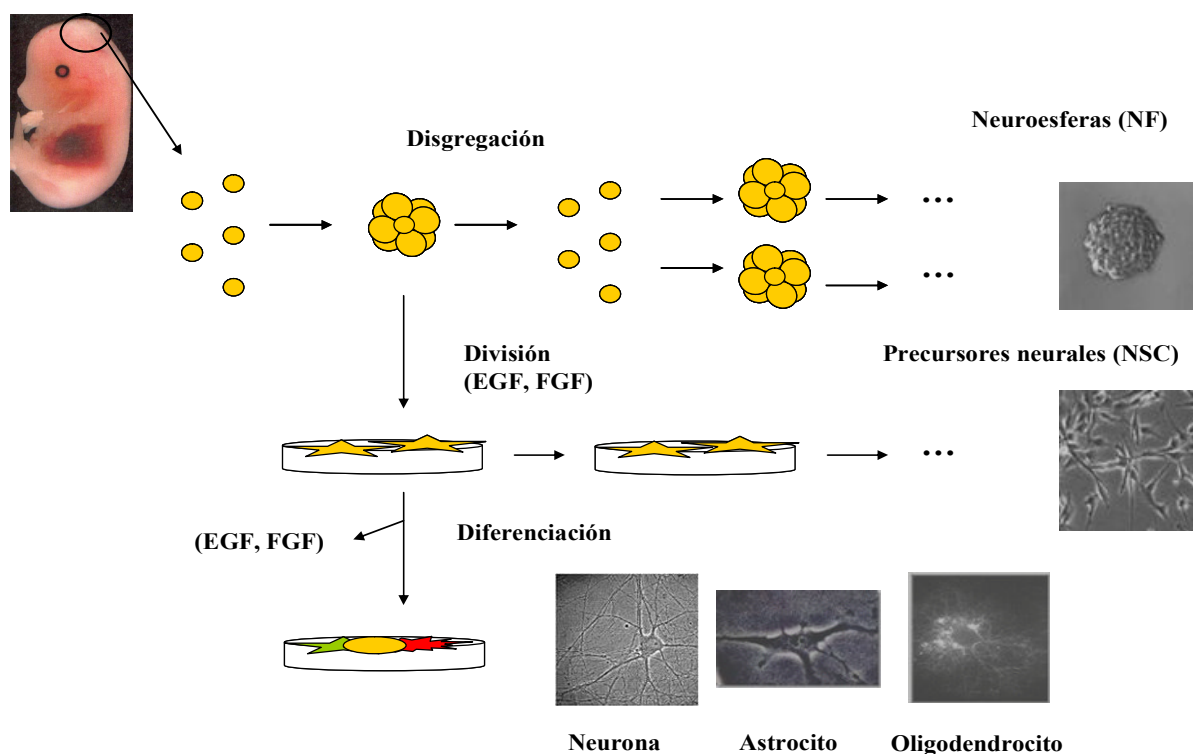 Neuroesferas (NF)
Disgregación
...
...
División
(EGF, FGF)
Precursores neurales (NSC)
...
(EGF, FGF)
Diferenciación
Neurona
Astrocito
Oligodendrocito